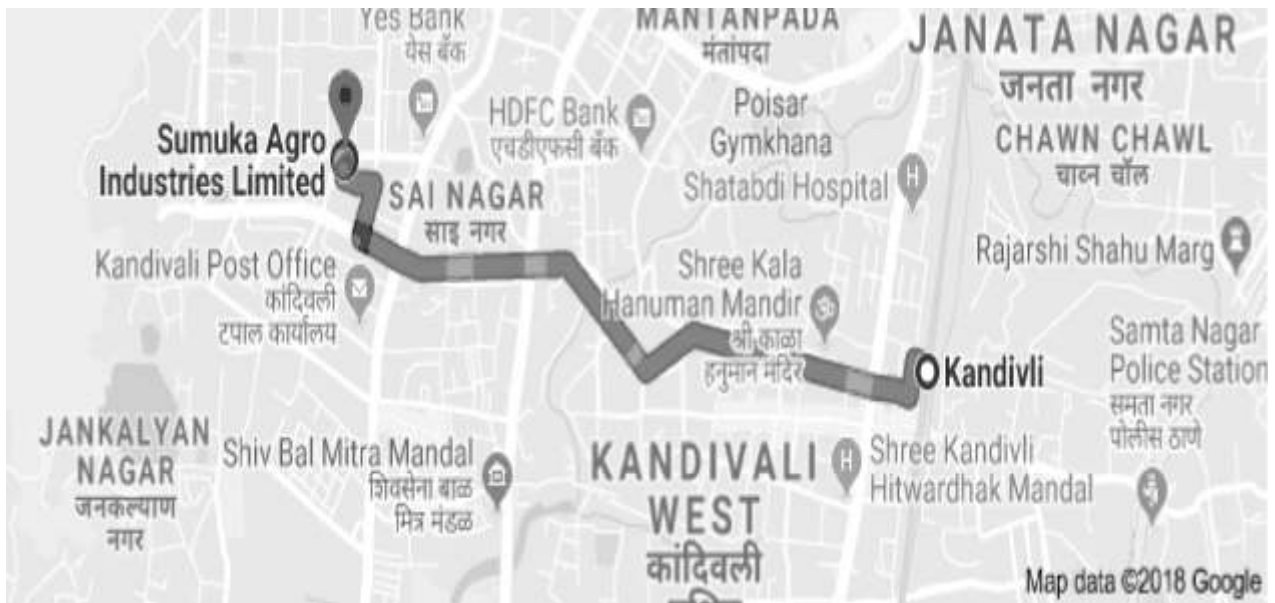 Yes Bank
येस बँक
MANTANPADA
मंतांपदा
JANATA NAGAR
जनता नगर
HDFC Bank
एचडीएफसी बँक
Poisar
Gymkhana
CHAWN CHAWL
चाव्न चॉल
Sumuka Agro
Industries Limited
Shatabdi Hospital
SAI NAGAR
साइ नगर
Rajarshi Shahu Marg
Kandivali Post Office
कांदिवली
टपाल कार्यालय
Shree Kala
Hanuman Mandir
श्री काळा
हनुमान मंदिर
Kandivli
Samta Nagar
Police Station
समता नगर
पोलीस ठाणे
JANKALYAN
NAGAR
जनकल्याण
नगर
Shiv Bal Mitra Mandal
शिवसेना बाळ
मित्र मंडळ
KANDIVALI
WEST
कांदिवली
Shree Kandivli
Hitwardhak Mandal
Map data ©2018 Google